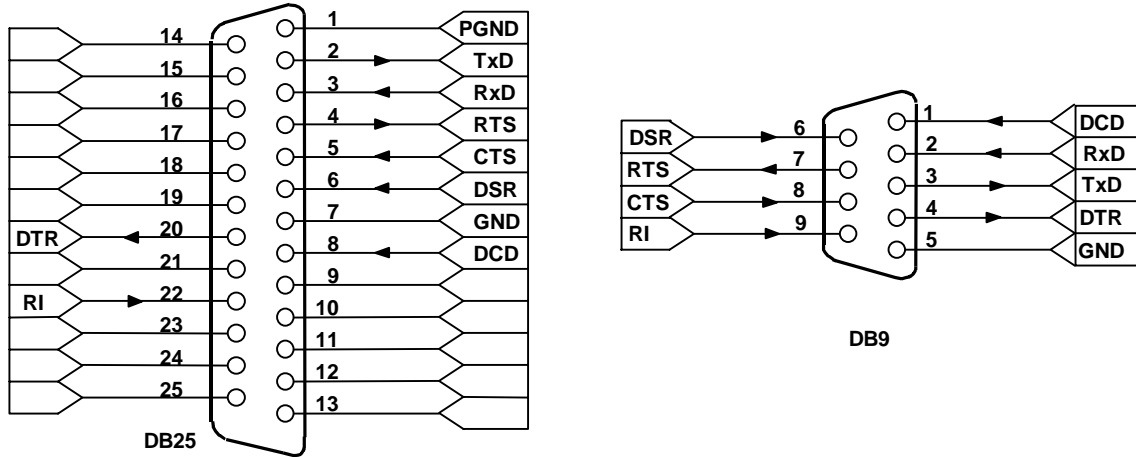 1 PGND
14
2 TxD
15
3 RxD
16
4 RTS
17
5 CTS
18
6 DSR
19
7 GND
DTR 20
8 DCD
21
9
RI 22
10
23
11
24
12
25
13
DB25
1 DCD
DSR 6
2 RxD
RTS 7
3 TxD
CTS 8
4 DTR
RI 9
5 GND
DB9